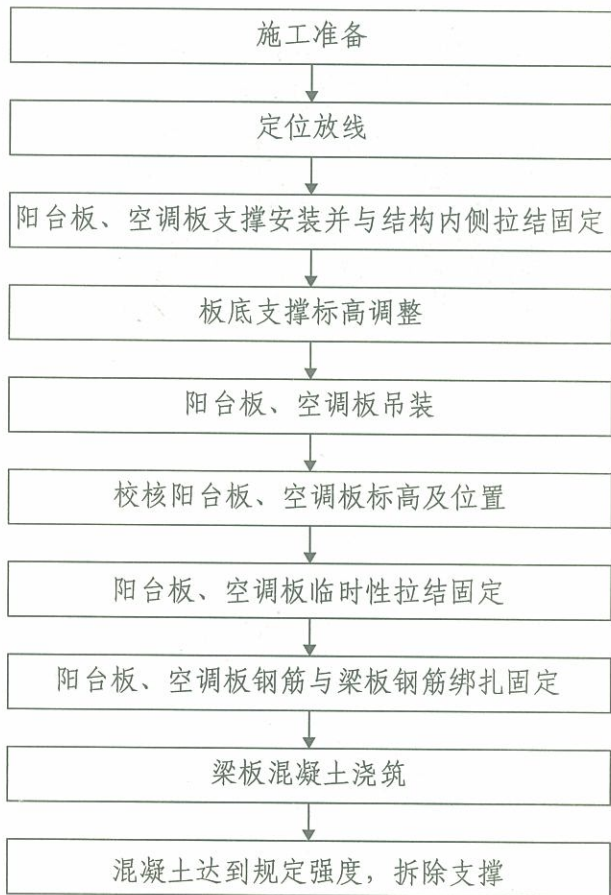 施工准备
定位放线
阳台板、空调板支撑安装并与结构内侧拉结固定
板底支撑标高调整
阳台板、空调板吊装
校核阳台板、空调板标高及位置
阳台板、空调板临时性拉结固定
阳台板、空调板钢筋与梁板钢筋绑扎固定
梁板混凝土浇筑
混凝土达到规定强度，拆除支撑